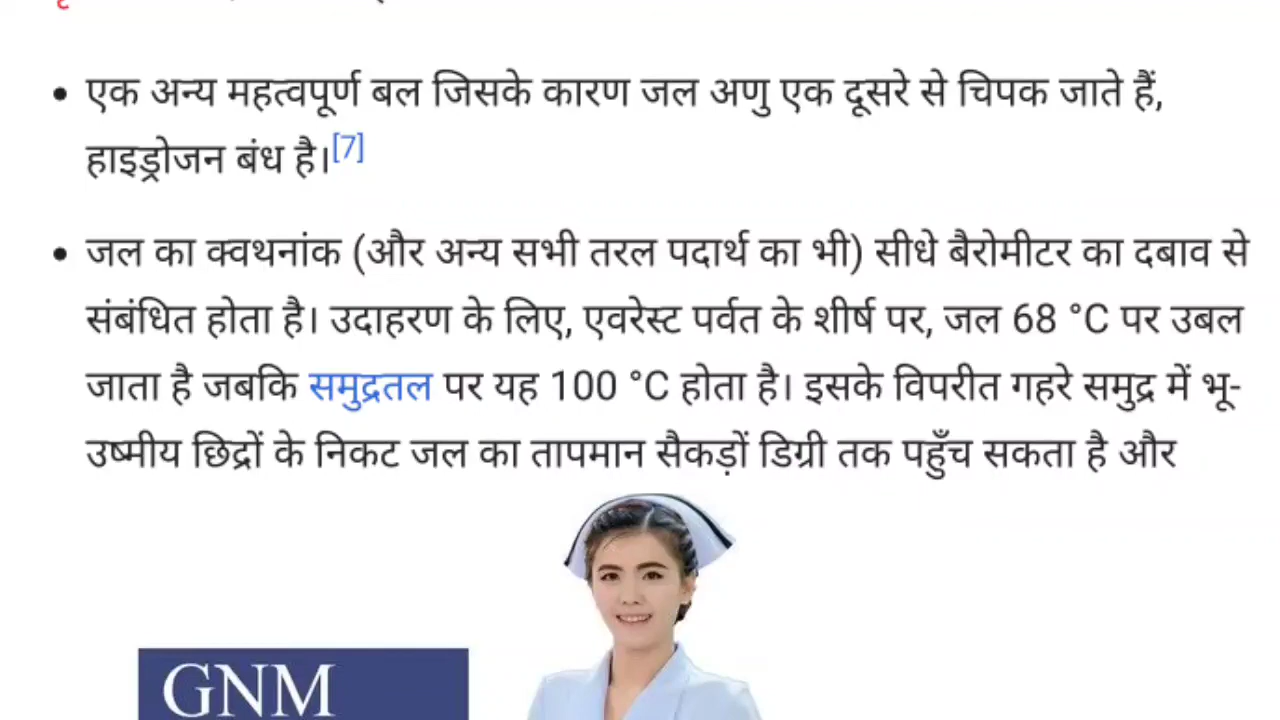 एक अन्य महत्वपूर्ण बल जिसके कारण जल अणु एक दूसरे से चिपक जाते हैं,
हाइड्रोजन बंध है।[7]
जल का क्वथनांक (और अन्य सभी तरल पदार्थ का भी) सीधे बैरोमीटर का दबाव से
संबंधित होता है। उदाहरण के लिए, एवरेस्ट पर्वत के शीर्ष पर, जल 68 °C पर उबल
जाता है जबकि समुद्रतल पर यह 100 °C होता है। इसके विपरीत गहरे समुद्र में भू-
उष्मीय छिद्रों के निकट जल का तापमान सैकड़ों डिग्री तक पहुँच सकता है और
GNM